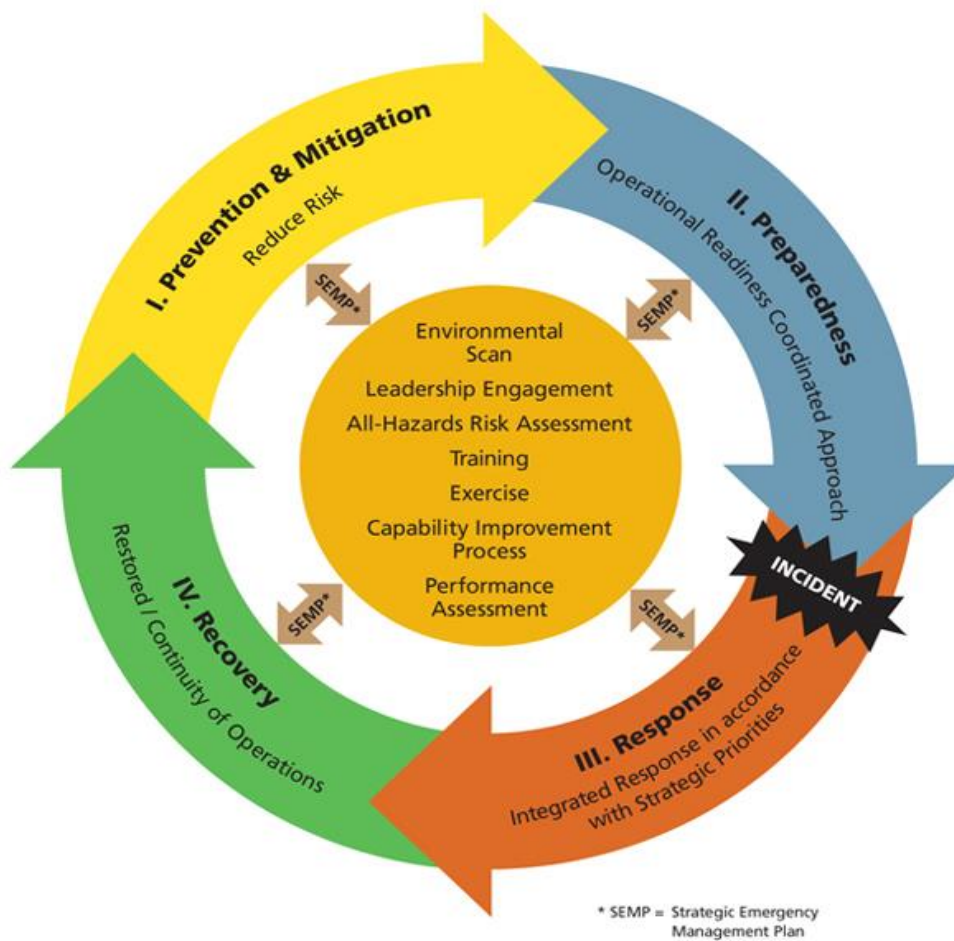 I. Prevention & Mitigation
Reduce Risk
II. Preparedness
Operational Readiness Coordinated Approach
INCIDENT
III. Response
Integrated Response in accordance
with Strategic Priorities
IV. Recovery
Restored / Continuity of Operations
SEMP*
SEMP*
SEMP*
SEMP*
Environmental
Scan
Leadership Engagement
All-Hazards Risk Assessment
Training
Exercise
Capability Improvement
Process
Performance
Assessment
* SEMP = Strategic Emergency
Management Plan